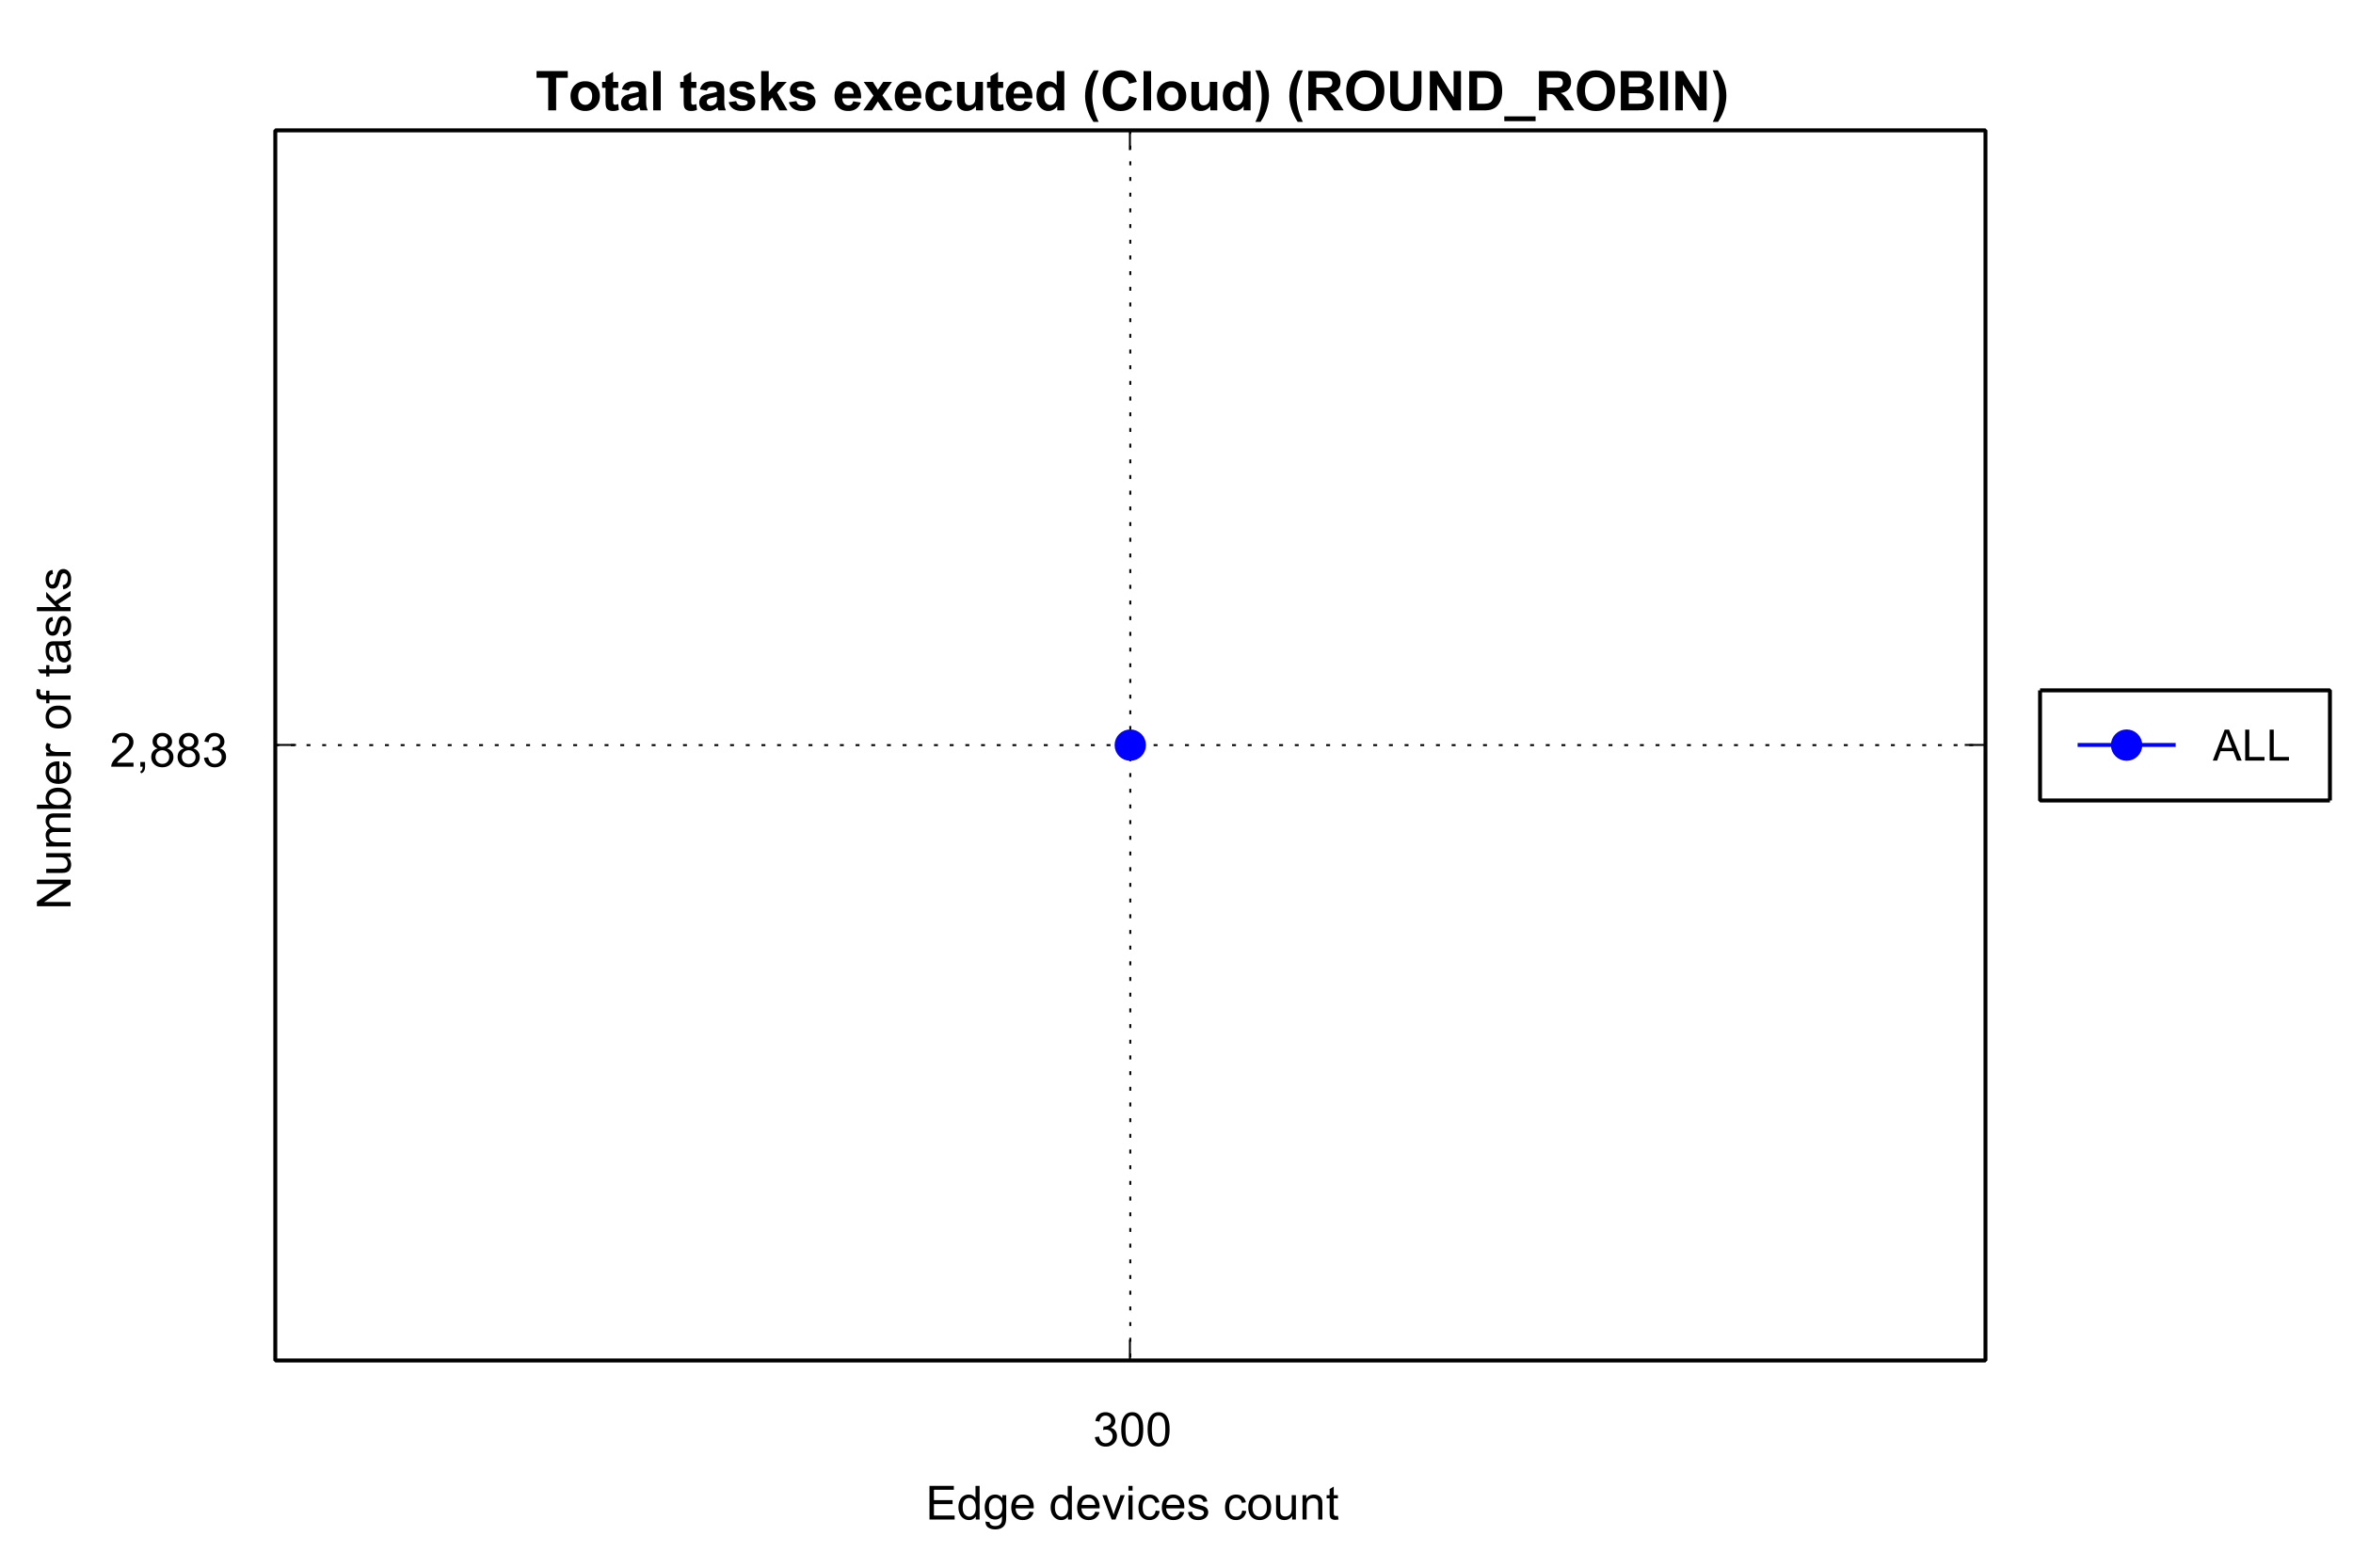 Total tasks executed (Cloud) (ROUND_ROBIN)
Number of tasks
2,883
ALL
300
Edge devices count